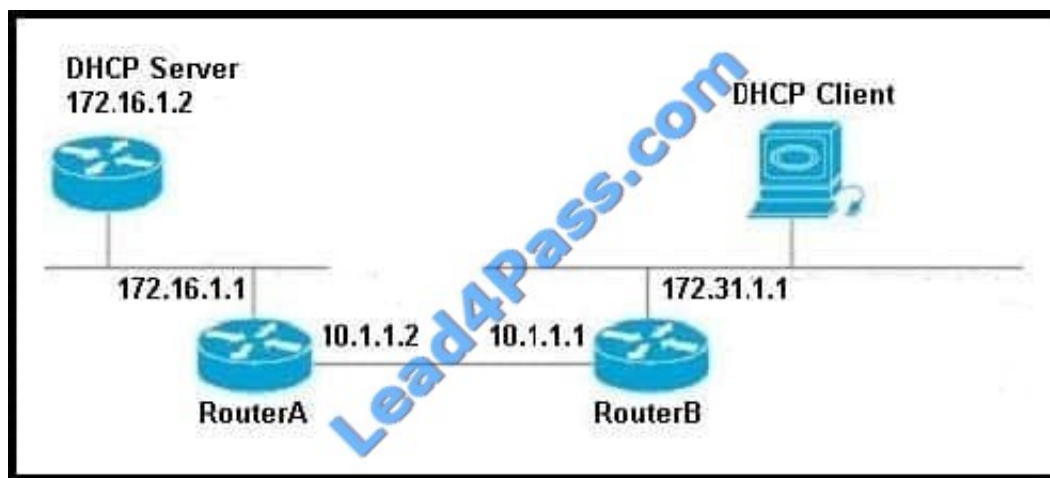 DHCP Server
172.16.1.2
DHCP Client
172.16.1.1
172.31.1.1
10.1.1.2
10.1.1.1
RouterA
RouterB
Lead4Pass.com